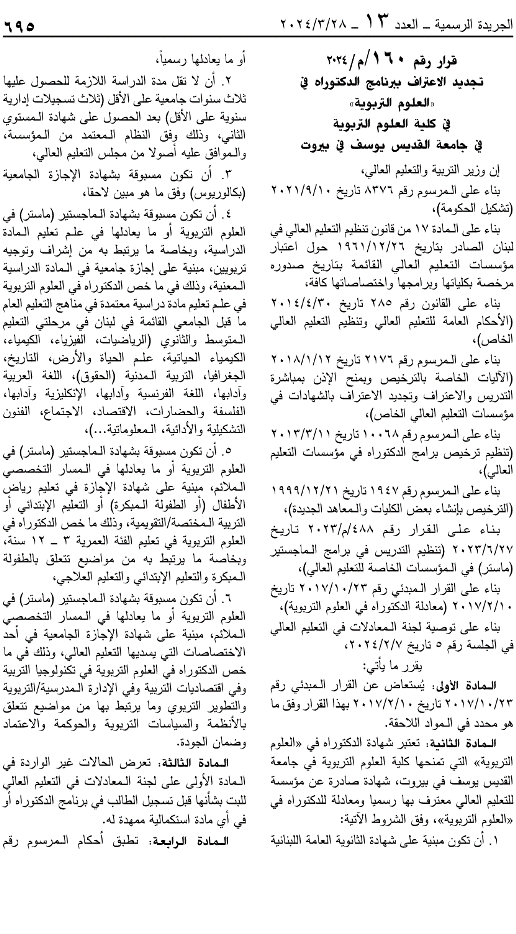 الجريدة الرسمية ــ العدد ١٣ ــ ٢٠٢٤/٣/٢٨
٦٩٥
قرار رقم ١٦٠/م/٢٠٢٤
تجديد الاعتراف ببرنامج الدكتوراه في
«العلوم التربوية»
في كلية العلوم التربوية
في جامعة القديس يوسف في بيروت
إن وزير التربية والتعليم العالي،
بناء على المرسوم رقم ٨٣٧٦ تاريخ ٢٠٢١/٩/١٠
(تشكيل الحكومة)،
بناء على المادة ١٧ من قانون تنظيم التعليم العالي في
لبنان الصادر بتاريخ ١٩٦١/١٢/٢٦ حول اعتبار
مؤسسات التعليم العالي القائمة بتاريخ صدوره
مرخصة بكلياتها وبرامجها واختصاصاتها كافة،
بناء على القانون رقم ٢٨٥ تاريخ ٢٠١٤/٤/٣٠
(الأحكام العامة للتعليم العالي وتنظيم التعليم العالي
الخاص)،
بناء على المرسوم رقم ٢١٧٦ تاريخ ٢٠١٨/١/١٢
(الآليات الخاصة بالترخيص وبمنح الإذن بمباشرة
التدريس والاعتراف وتجديد الاعتراف بالشهادات في
مؤسسات التعليم العالي الخاص)،
بناء على المرسوم رقم ١٠٠٦٨ تاريخ ٢٠١٣/٣/١١
(تنظيم ترخيص برامج الدكتوراه في مؤسسات التعليم
العالي)،
بناء على المرسوم رقم ١٩٤٧ تاريخ ١٩٩٩/١٢/٢١
(الترخيص بإنشاء بعض الكليات والمعاهد الجديدة)،
بناء على القرار رقم ٤٨٨/م/٢٠٢٣ تاريخ
٢٠٢٣/٦/٢٧ (تنظيم التدريس في برامج الماجستير
(ماستر) في المؤسسات الخاصة للتعليم العالي)،
بناء على القرار المبدئي رقم ٢٠١٧/١٠/٢٣ تاريخ
٢٠١٧/٢/١٠ (معادلة الدكتوراه في العلوم التربوية)،
بناء على توصية لجنة المعادلات في التعليم العالي
في الجلسة رقم ٥ تاريخ ٢٠٢٤/٢/٧،
يقرر ما يأتي:
المادة الأولى: يُستعاض عن القرار المبدئي رقم
٢٠١٧/١٠/٢٣ تاريخ ٢٠١٧/٢/١٠ بهذا القرار وفق ما
هو محدد في المواد اللاحقة.
المادة الثانية: تعتبر شهادة الدكتوراه في «العلوم
التربوية» التي تمنحها كلية العلوم التربوية في جامعة
القديس يوسف في بيروت، شهادة صادرة عن مؤسسة
للتعليم العالي معترف بها رسميا ومعادلة للدكتوراه في
«العلوم التربوية»، وفق الشروط الآتية:
١. أن تكون مبنية على شهادة الثانوية العامة اللبنانية
أو ما يعادلها رسمياً،
٢. أن لا تقل مدة الدراسة اللازمة للحصول عليها
ثلاث سنوات جامعية على الأقل (ثلاث تسجيلات إدارية
سنوية على الأقل) بعد الحصول على شهادة المستوي
الثاني، وذلك وفق النظام المعتمد من المؤسسة،
والموافق عليه أصولا من مجلس التعليم العالي،
٣. أن تكون مسبوقة بشهادة الإجازة الجامعية
(بكالوريوس) وفق ما هو مبين لاحقا،
٤. أن تكون مسبوقة بشهادة الماجستير (ماستر) في
العلوم التربوية أو ما يعادلها في علم تعليم المادة
الدراسية، وبخاصة ما يرتبط به من إشراف وتوجيه
تربويين، مبنية على إجازة جامعية في المادة الدراسية
المعنية، وذلك في ما خص الدكتوراه في العلوم التربوية
في علم تعليم مادة دراسية معتمدة في مناهج التعليم العام
ما قبل الجامعي القائمة في لبنان في مرحلتي التعليم
المتوسط والثانوي (الرياضيات، الفيزياء، الكيمياء،
الكيمياء الحياتية، علم الحياة والأرض، التاريخ،
الجغرافيا، التربية المدنية (الحقوق)، اللغة العربية
وآدابها، اللغة الفرنسية وآدابها، الإنكليزية وآدابها،
الفلسفة والحضارات، الاقتصاد، الاجتماع، الفنون
التشكيلية والأدائية، المعلوماتية...)،
٥. أن تكون مسبوقة بشهادة الماجستير (ماستر) في
العلوم التربوية أو ما يعادلها في المسار التخصصي
الملائم، مبنية على شهادة الإجازة في تعليم رياض
الأطفال (أو الطفولة المبكرة) أو التعليم الإبتدائي أو
التربية المختصة/التقويمية، وذلك ما خص الدكتوراه في
العلوم التربوية في تعليم الفئة العمرية ٣ ــ ١٢ سنة،
وبخاصة ما يرتبط به من مواضيع تتعلق بالطفولة
المبكرة والتعليم الإبتدائي والتعليم العلاجي،
٦. أن تكون مسبوقة بشهادة الماجستير (ماستر) في
العلوم التربوية أو ما يعادلها في المسار التخصصي
الملائم، مبنية على شهادة الإجازة الجامعية في أحد
الاختصاصات التي يسديها التعليم العالي، وذلك في ما
خص الدكتوراه في العلوم التربوية في تكنولوجيا التربية
وفي اقتصاديات التربية وفي الإدارة المدرسية/التربوية
والتطوير التربوي وما يرتبط بها من مواضيع تتعلق
بالأنظمة والسياسات التربوية والحوكمة والاعتماد
وضمان الجودة.
المادة الثالثة: تعرض الحالات غير الواردة في
المادة الأولى على لجنة المعادلات في التعليم العالي
للبت بشأنها قبل تسجيل الطالب في برنامج الدكتوراه أو
في أي مادة استكمالية ممهدة له.
المادة الرابعة: تطبق أحكام المرسوم رقم